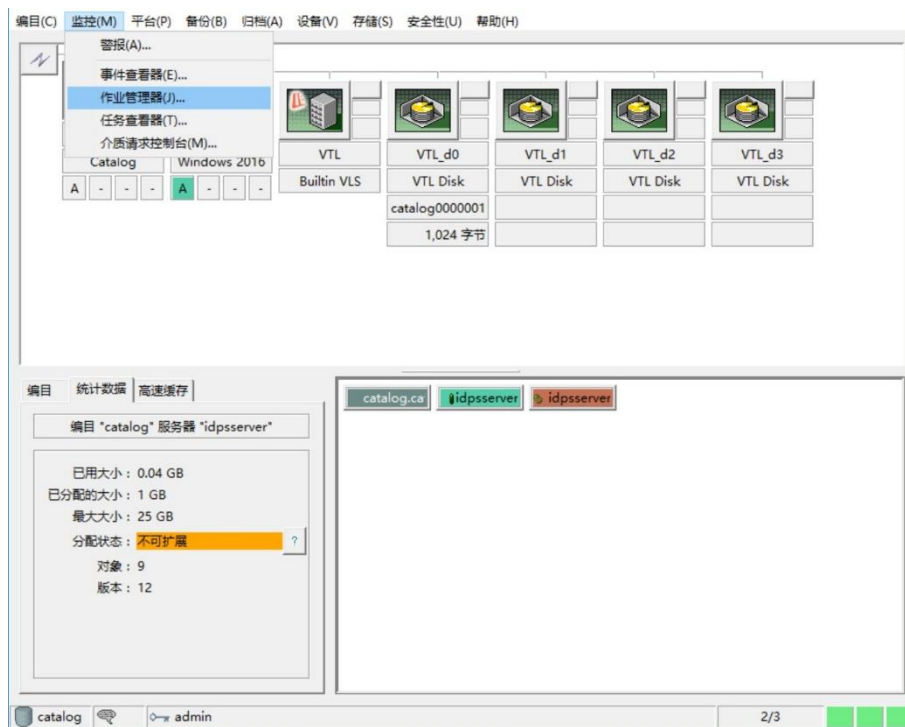 编目(C) 监控(M) 平台(P) 备份(B) 归档(A) 设备(V) 存储(S) 安全性(U) 帮助(H)
警报(A)...
事件查看器(E)...
作业管理器(J)...
任务查看器(T)...
介质请求控制台(M)...
Catalog Windows 2016 VTL VTL_d0 VTL_d1 VTL_d2 VTL_d3
A - - - A - - - Builtin VLS VTL Disk VTL Disk VTL Disk VTL Disk
catalog0000001
1,024 字节
编目 统计数据 高速缓存
编目 "catalog" 服务器 "idpsserver"
已用大小 : 0.04 GB
已分配的大小 : 1 GB
最大大小 : 25 GB
分配状态 : 不可扩展 ?
对象 : 9
版本 : 12
catalog.ca idpsserver idpsserver
catalog admin 2/3